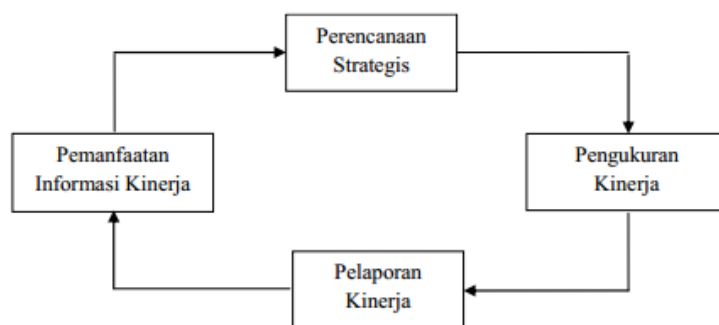 Perencanaan
Strategis
Pemanfaatan
Informasi Kinerja
Pengukuran
Kinerja
Pelaporan
Kinerja